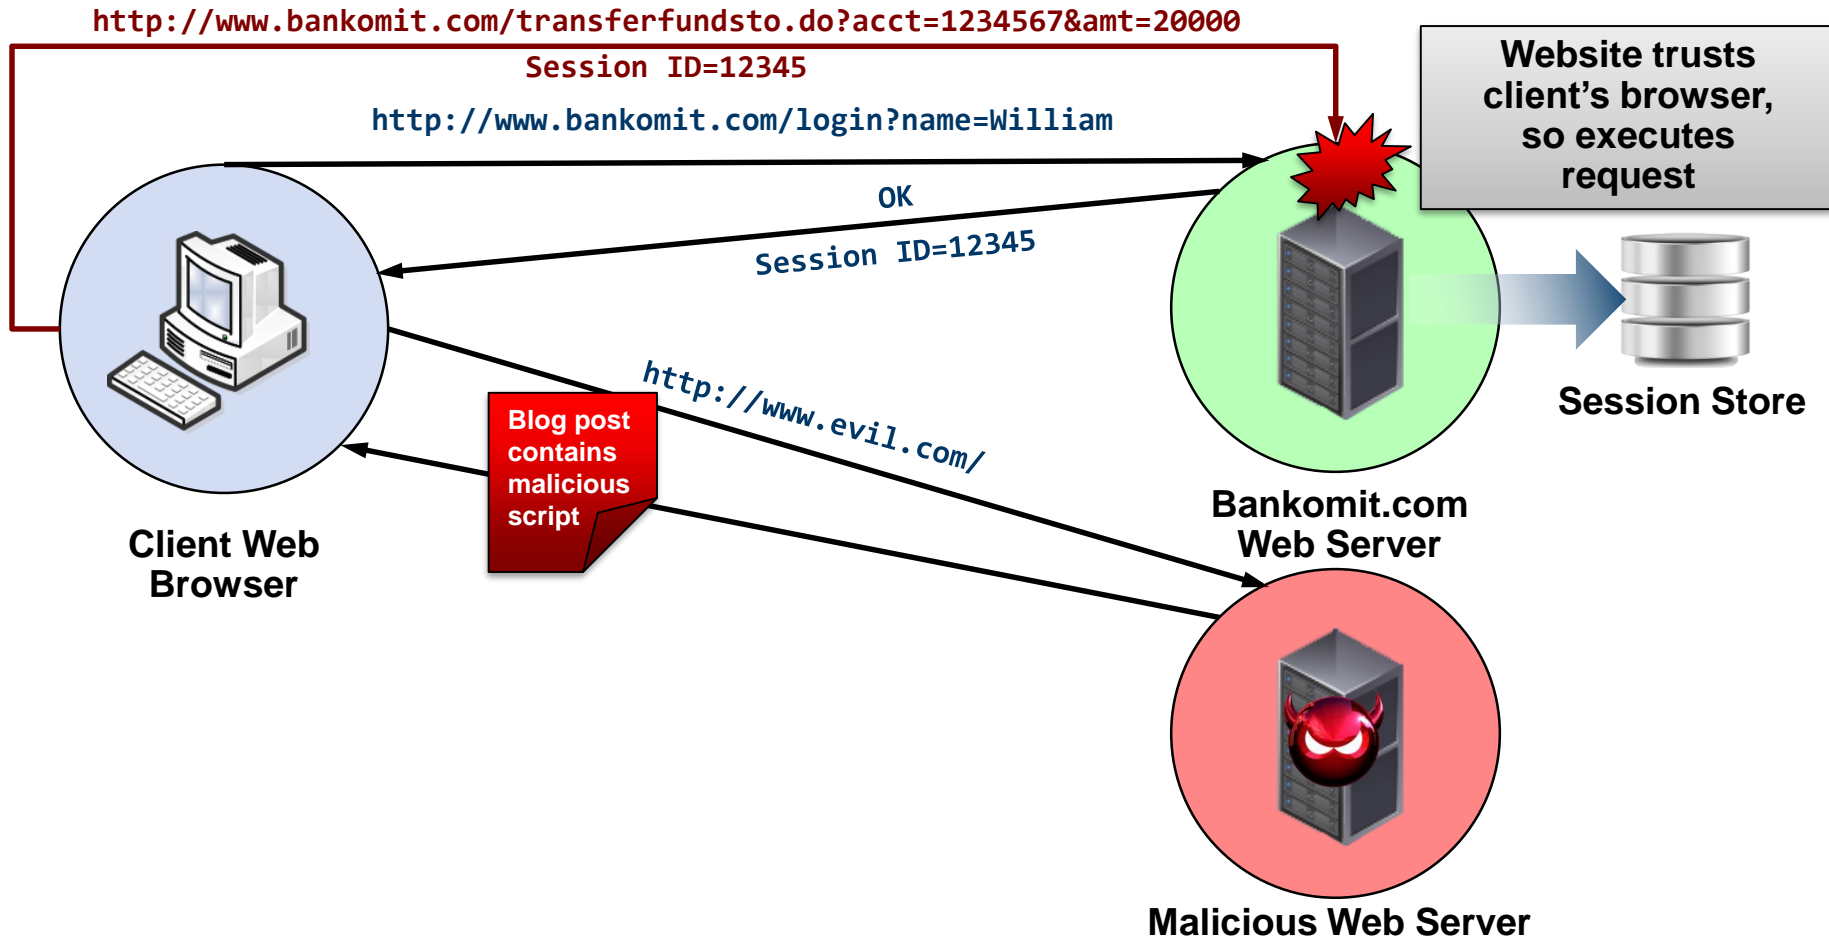 http://www.bankomit.com/transferfundsto.do?acct=1234567&amt=20000
Session ID=12345
http://www.bankomit.com/login?name=William
Website trusts
client’s browser,
so executes
request
OK
Session ID=12345
http://www.evil.com/
Blog post
contains
malicious
script
Session Store
Client Web
Browser
Bankomit.com
Web Server
Malicious Web Server